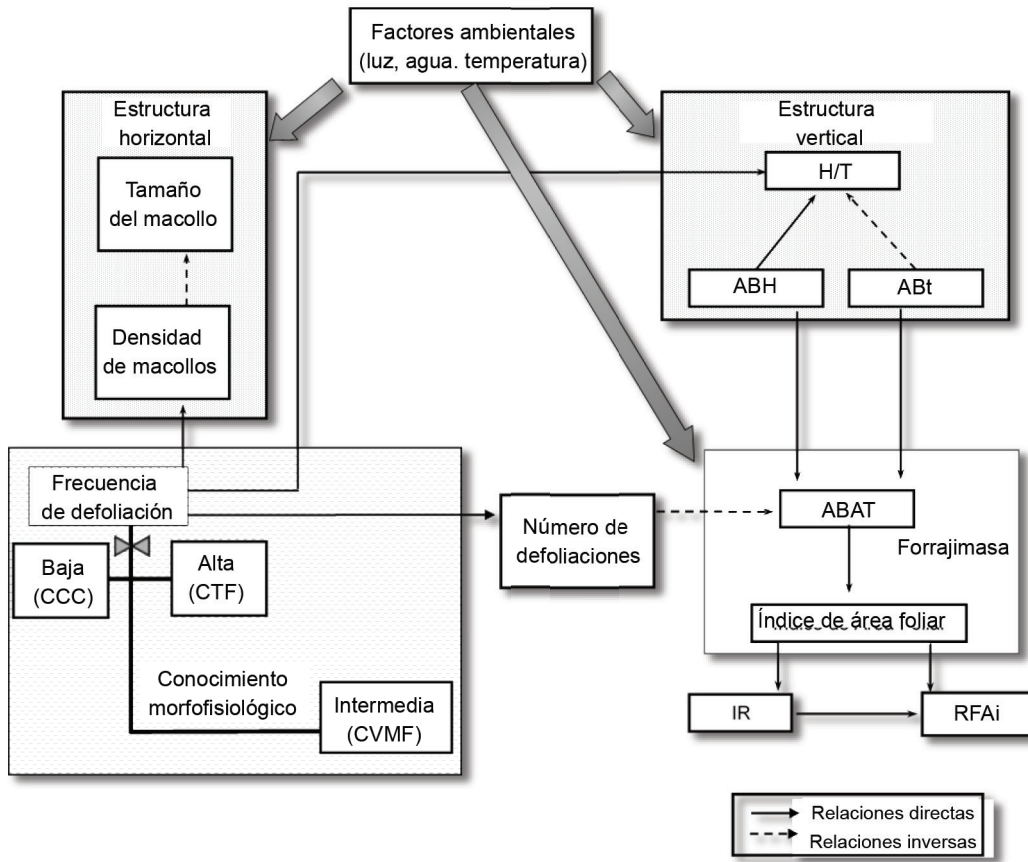 Factores ambientales
(luz, agua. temperatura)
Estructura
horizontal
Tamaño
del macollo
Densidad
de macollos
Estructura
vertical
H/T
ABH
ABt
Frecuencia
de defoliación
Baja
(CCC)
Alta
(CTF)
Conocimiento
morfofisiológico
Intermedia
(CVMF)
Número de
defoliaciones
ABAT
Forrajimasa
Índice de área foliar
IR
RFAi
Relaciones directas
Relaciones inversas